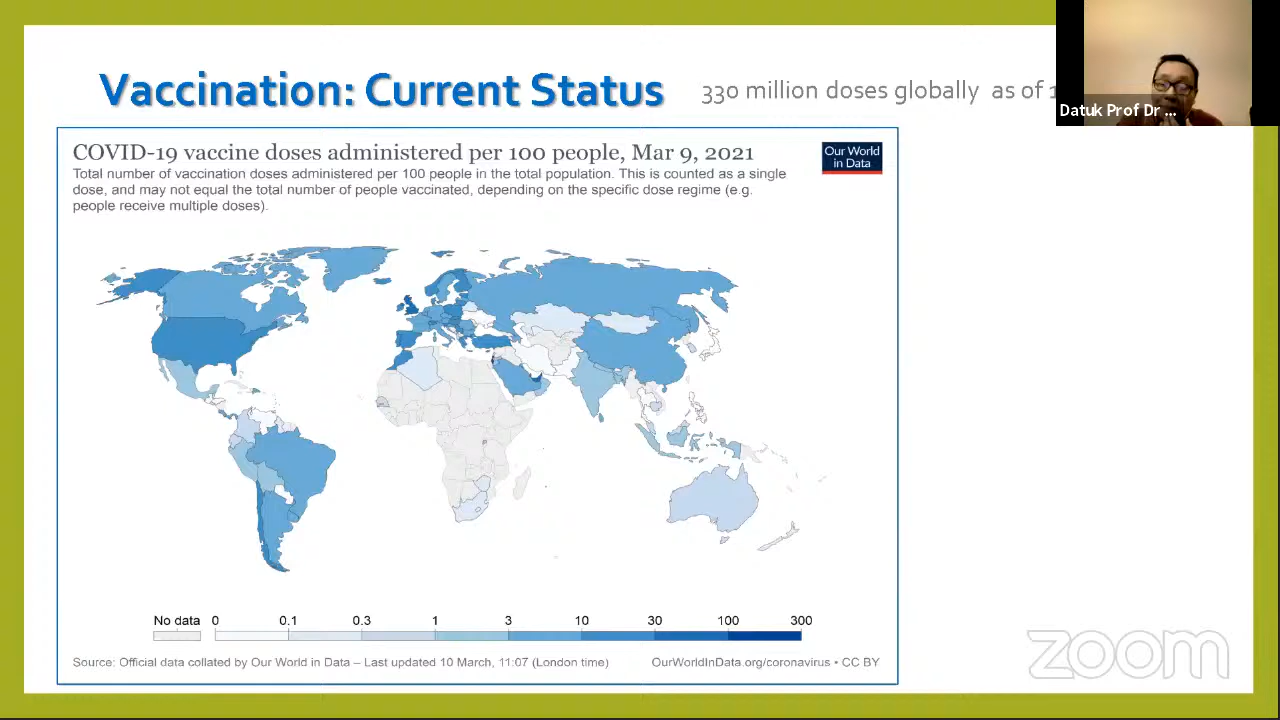 Vaccination: Current Status
330 million doses globally as of
Datuk Prof Dr ...
COVID-19 vaccine doses administered per 100 people, Mar 9, 2021
Our World
in Data
Total number of vaccination doses administered per 100 people in the total population. This is counted as a single
dose, and may not equal the total number of people vaccinated, depending on the specific dose regime (e.g.
people receive multiple doses).
No data 0 0.1 0.3 1 3 10 30 100 300
Source: Official data collated by Our World in Data – Last updated 10 March, 11:07 (London time)
OurWorldInData.org/coronavirus • CC BY
zoom